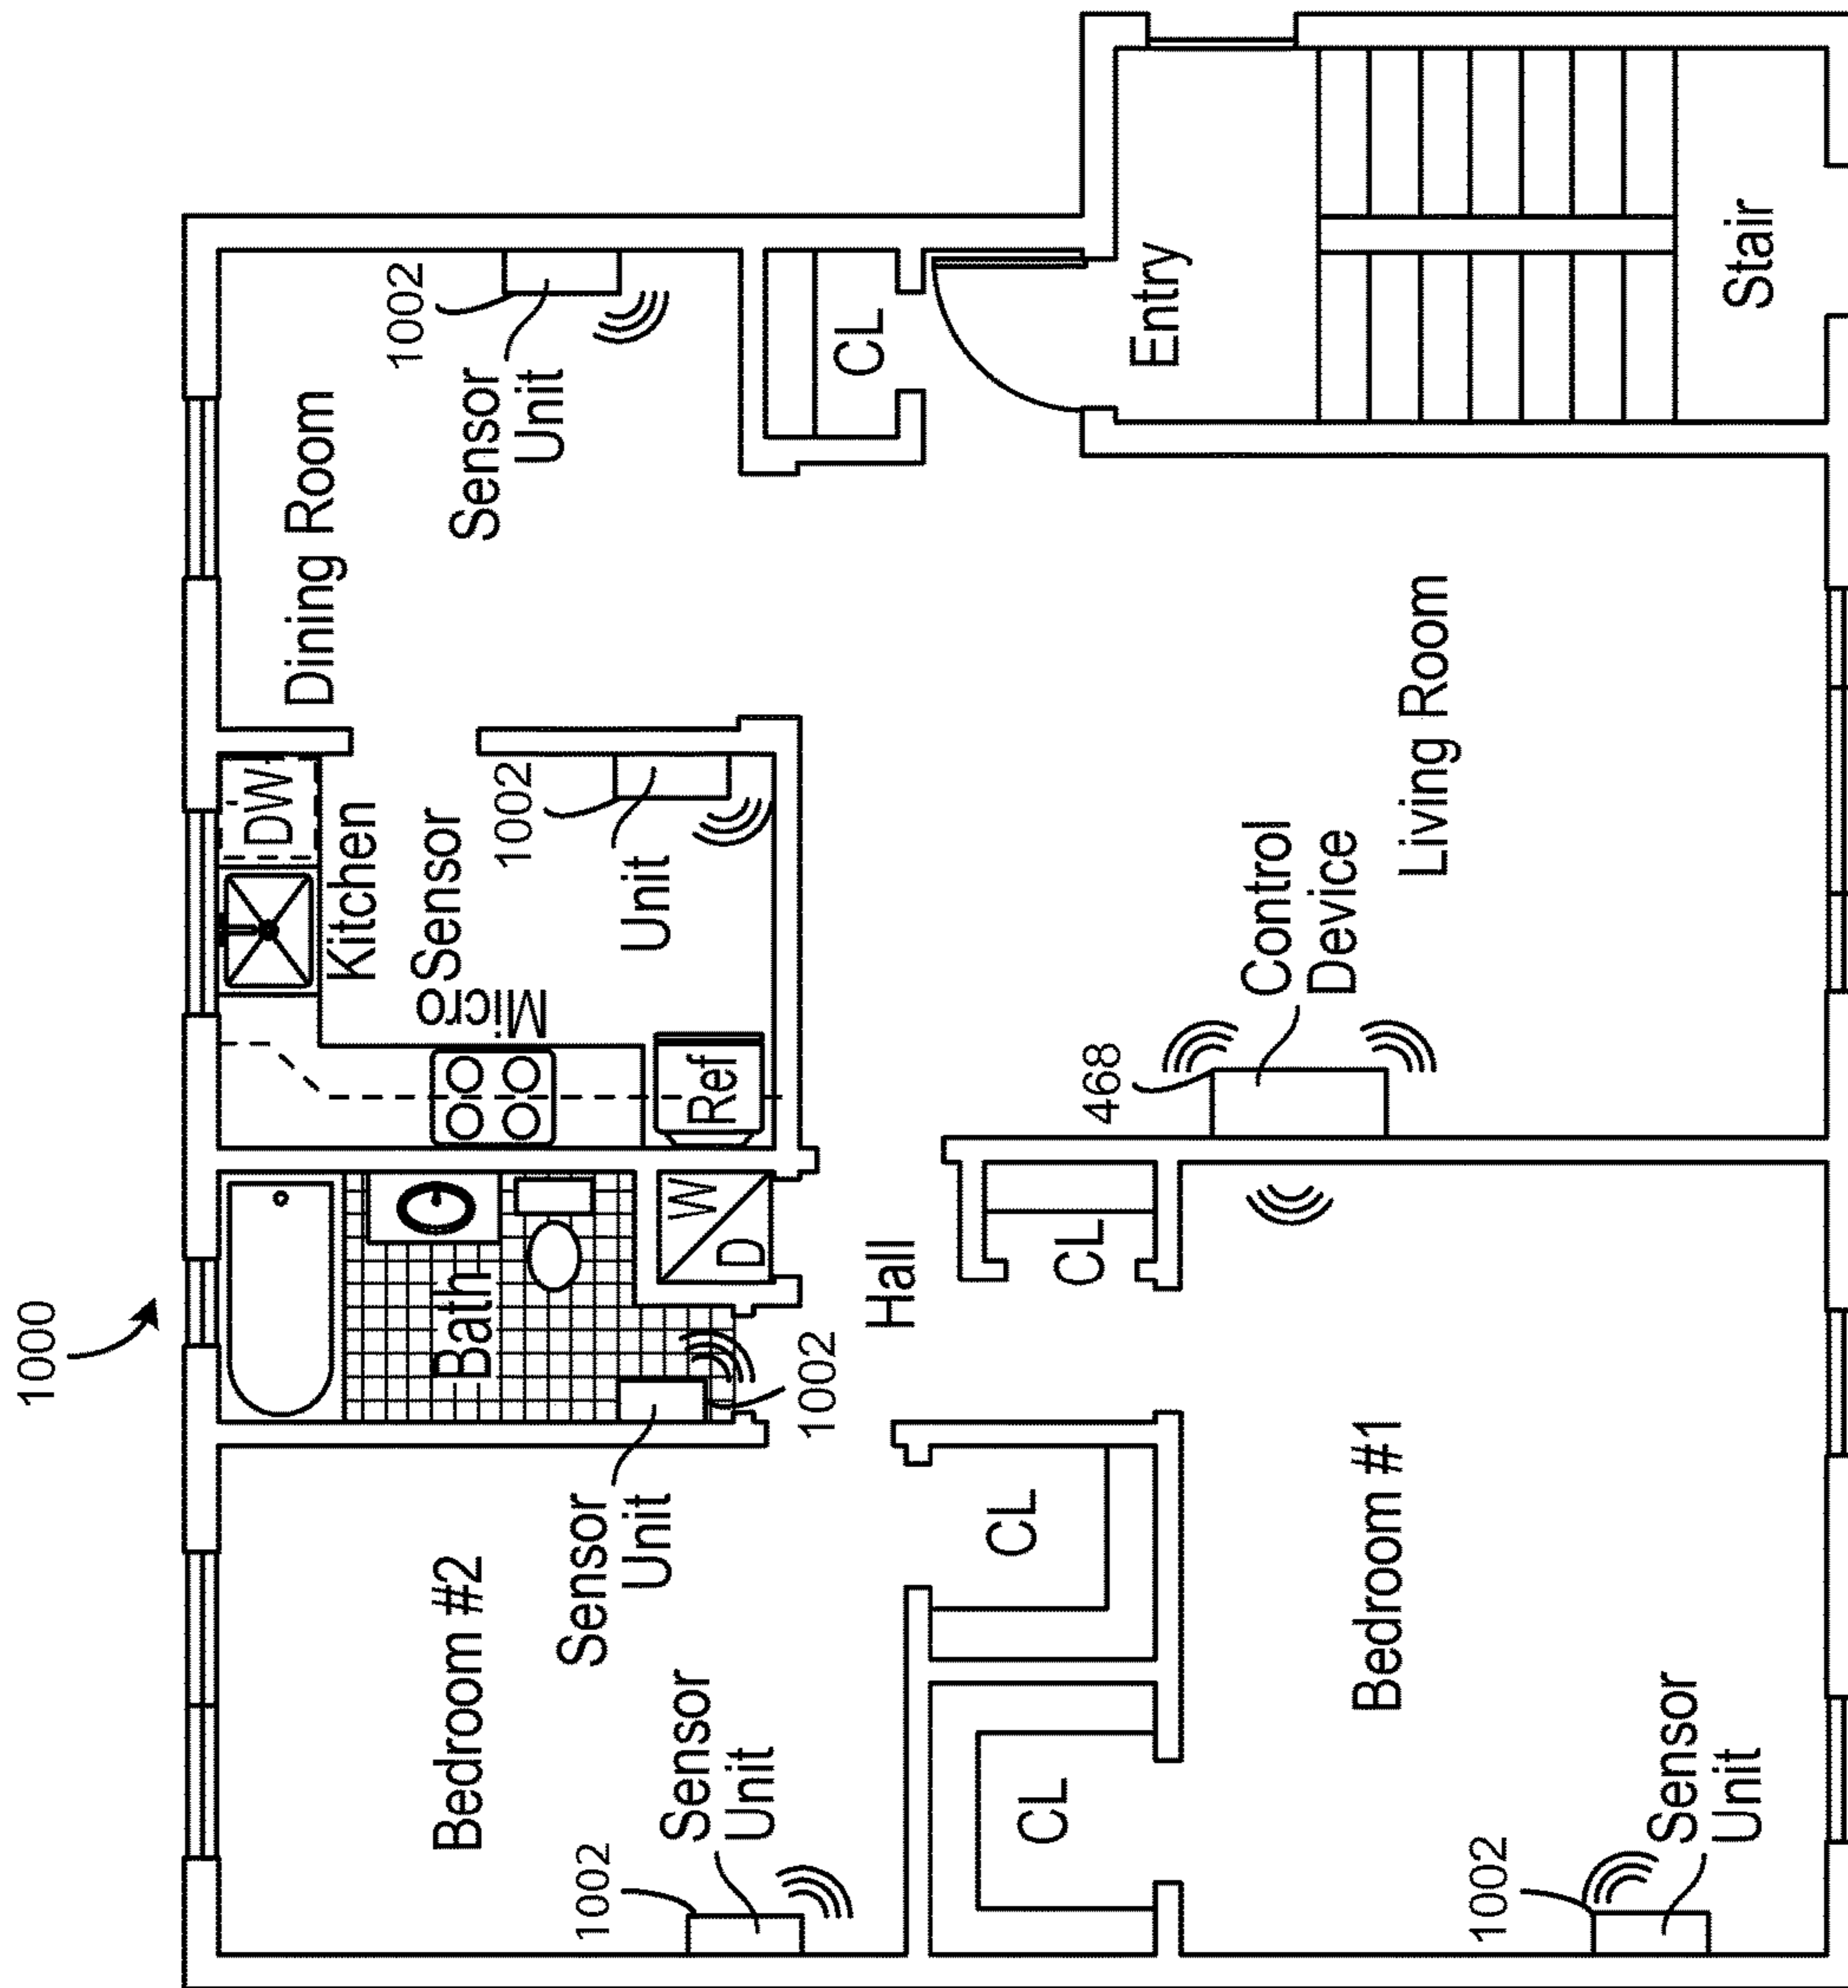 1000
Bedroom #2
Sensor
Unit
1002
Sensor
Unit
1002
Bath
W
D
Hall
Kitchen
DW
Micro
Ref
Sensor
Unit
1002
Dining Room
Sensor
Unit
1002
CL
CL
CL
CL
Bedroom #1
Sensor
Unit
1002
468
Control
Device
Living Room
Entry
Stair